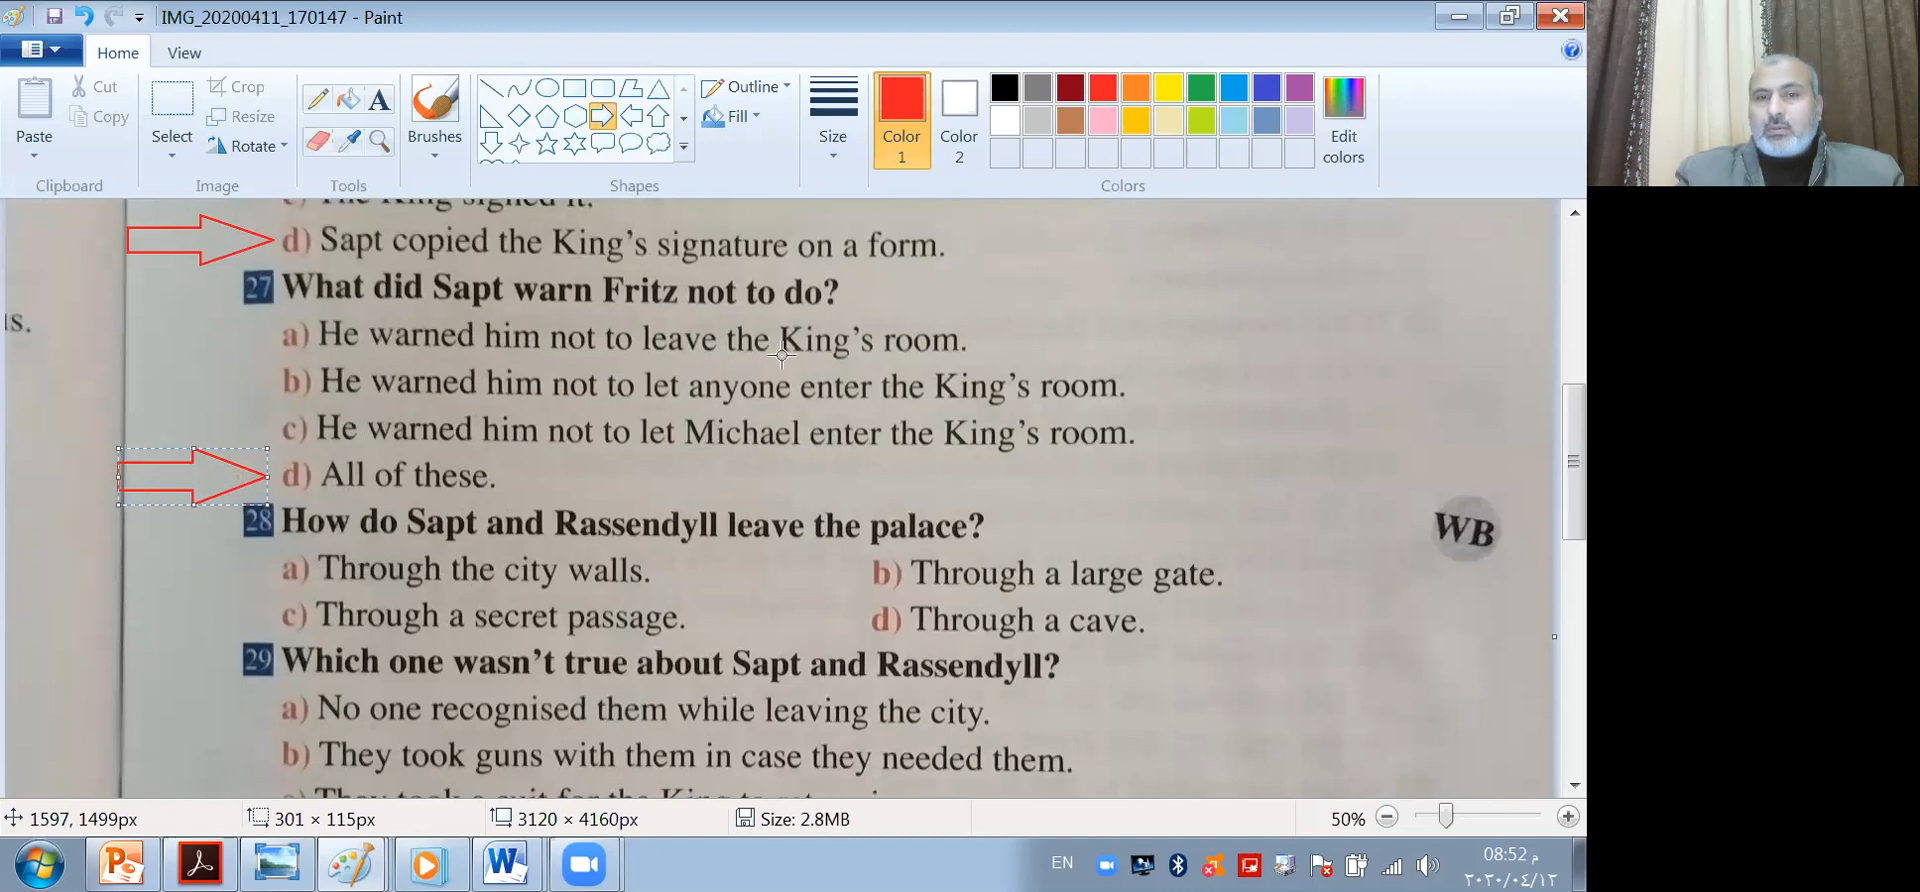 IMG_20200411_170147 - Paint
Home View
Paste
Cut
Copy
Clipboard
Select
Crop
Resize
Rotate
Image
Tools
Brushes
Shapes
Outline
Fill
Size
Color 1
Color 2
Edit colors
Colors
The King signed it.
d) Sapt copied the King's signature on a form.
27 What did Sapt warn Fritz not to do?
a) He warned him not to leave the King's room.
b) He warned him not to let anyone enter the King's room.
c) He warned him not to let Michael enter the King's room.
d) All of these.
28 How do Sapt and Rassendyll leave the palace?
WB
a) Through the city walls. b) Through a large gate.
c) Through a secret passage. d) Through a cave.
29 Which one wasn't true about Sapt and Rassendyll?
a) No one recognised them while leaving the city.
b) They took guns with them in case they needed them.
1597, 1499px 301 × 115px 3120 × 4160px Size: 2.8MB 50%
EN
08:52 م
٢٠٢٠/٠٤/١٢